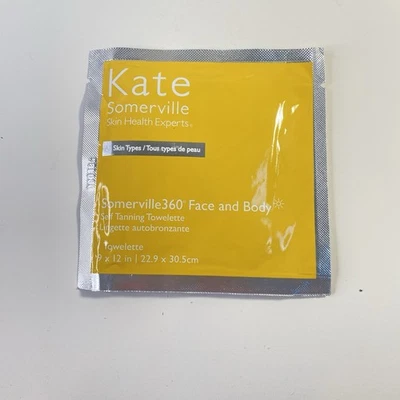 Kate
Somerville
Skin Health Experts.
Skin Types / Tous types de peau
Somerville360° Face and Body
Self Tanning Towelette
Lingette autobronzante
Towelette
9 x 12 in | 22.9 x 30.5cm